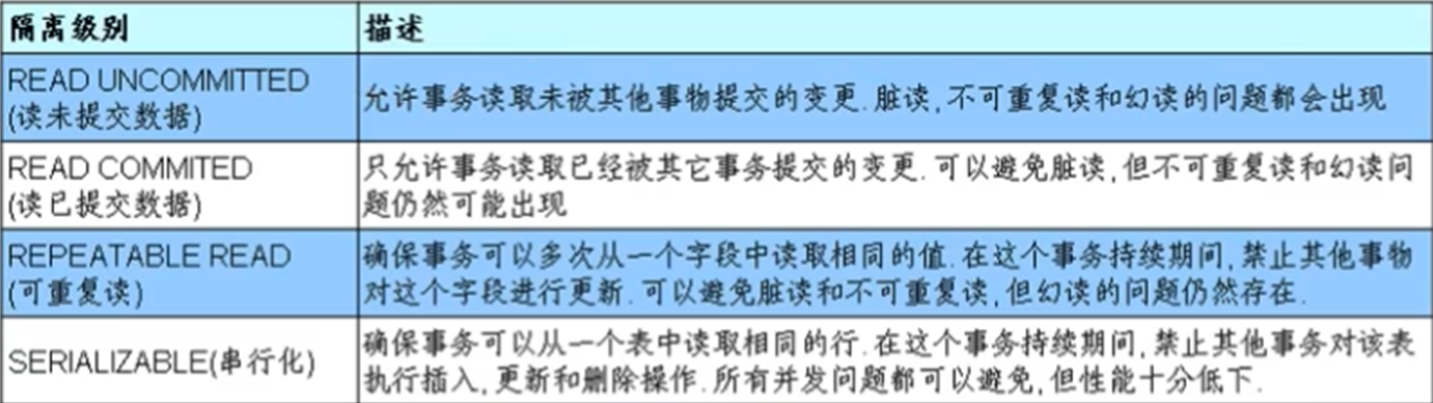 隔离级别 描述
READ UNCOMMITTED
(读未提交数据)
允许事务读取未被其他事物提交的变更.脏读,不可重复读和幻读的问题都会出现
READ COMMITED
(读已提交数据)
只允许事务读取已经被其它事务提交的变更.可以避免脏读,但不可重复读和幻读问
题仍然可能出现
REPEATABLE READ
(可重复读)
确保事务可以多次从一个字段中读取相同的值.在这个事务持续期间,禁止其他事物
对这个字段进行更新.可以避免脏读和不可重复读,但幻读的问题仍然存在.
SERIALIZABLE(串行化)
确保事务可以从一个表中读取相同的行.在这个事务持续期间,禁止其他事务对该表
执行插入,更新和删除操作.所有并发问题都可以避免,但性能十分低下.